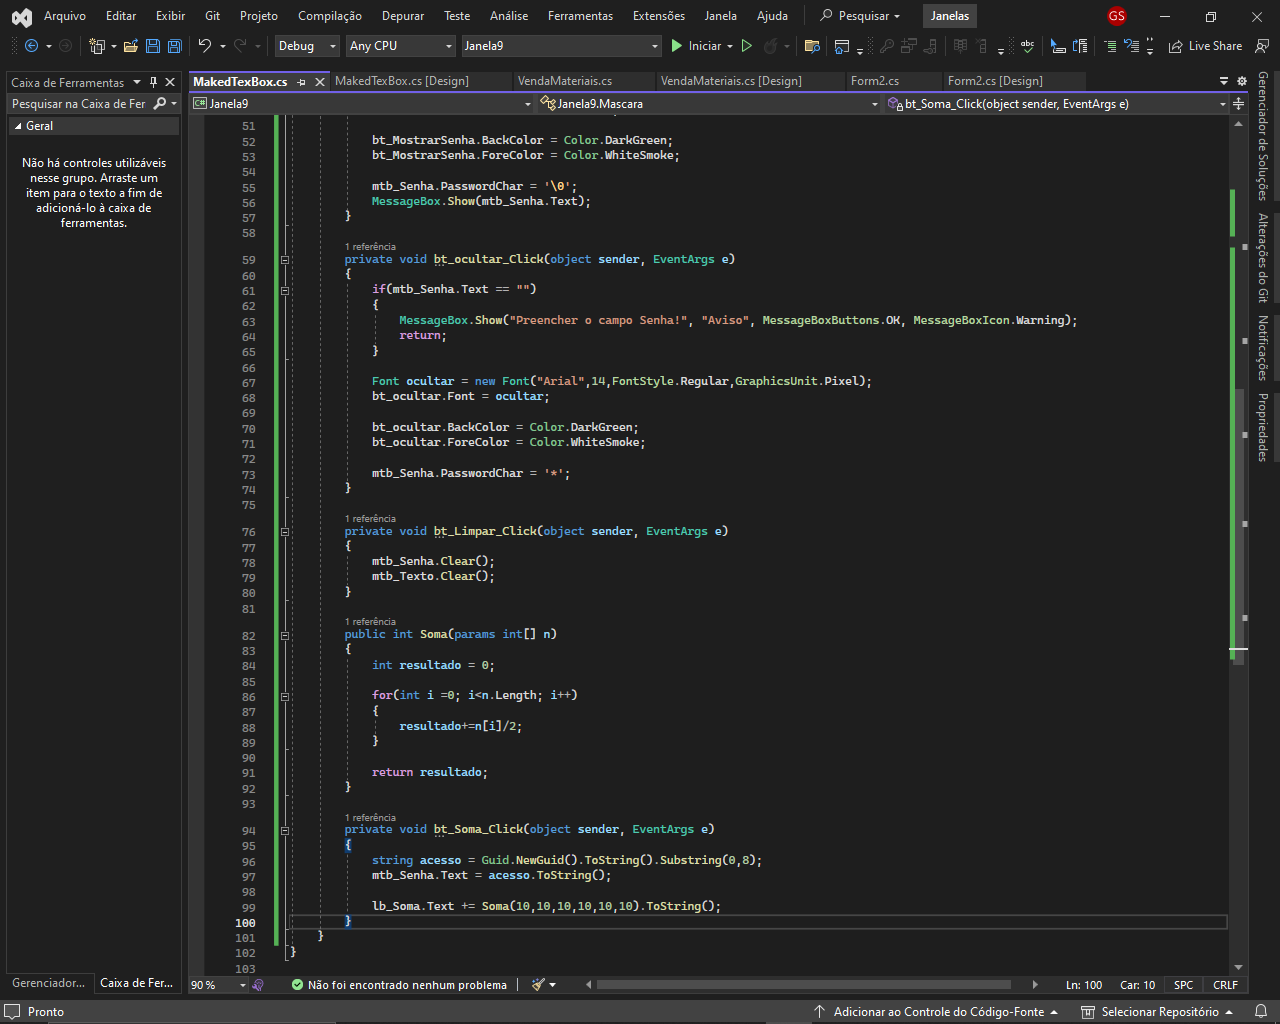 Arquivo Editar Exibir Git Projeto Compilação Depurar Teste Análise Ferramentas Extensões Janela Ajuda Pesquisar Janelas GS
Debug Any CPU Janela9 Iniciar abc Live Share
Caixa de Ferramentas
Pesquisar na Caixa de Fer
Geral
Não há controles utilizáveis
nesse grupo. Arraste um
item para o texto a fim de
adicioná-lo à caixa de
ferramentas.
Gerenciador... Caixa de Fer...
MakedTexBox.cs MakedTexBox.cs [Design] VendaMateriais.cs VendaMateriais.cs [Design] Form2.cs Form2.cs [Design]
C# Janela9 Janela9.Mascara bt_Soma_Click(object sender, EventArgs e)
51
52 bt_MostrarSenha.BackColor = Color.DarkGreen;
53 bt_MostrarSenha.ForeColor = Color.WhiteSmoke;
54
55 mtb_Senha.PasswordChar = '\0';
56 MessageBox.Show(mtb_Senha.Text);
57 }
58
1 referência
59 private void bt_ocultar_Click(object sender, EventArgs e)
60 {
61 if(mtb_Senha.Text == "")
62 {
63 MessageBox.Show("Preencher o campo Senha!", "Aviso", MessageBoxButtons.OK, MessageBoxIcon.Warning);
64 return;
65 }
66
67 Font ocultar = new Font("Arial",14,FontStyle.Regular,GraphicsUnit.Pixel);
68 bt_ocultar.Font = ocultar;
69
70 bt_ocultar.BackColor = Color.DarkGreen;
71 bt_ocultar.ForeColor = Color.WhiteSmoke;
72
73 mtb_Senha.PasswordChar = '*';
74 }
75
1 referência
76 private void bt_Limpar_Click(object sender, EventArgs e)
77 {
78 mtb_Senha.Clear();
79 mtb_Texto.Clear();
80 }
81
1 referência
82 public int Soma(params int[] n)
83 {
84 int resultado = 0;
85
86 for(int i =0; i<n.Length; i++)
87 {
88 resultado+=n[i]/2;
89 }
90
91 return resultado;
92 }
93
1 referência
94 private void bt_Soma_Click(object sender, EventArgs e)
95 {
96 string acesso = Guid.NewGuid().ToString().Substring(0,8);
97 mtb_Senha.Text = acesso.ToString();
98
99 lb_Soma.Text += Soma(10,10,10,10,10,10).ToString();
100 }
101 }
102 }
103
Gerenciador de Soluções
Alterações do Git
Notificações
Propriedades
90 % Não foi encontrado nenhum problema Ln: 100 Car: 10 SPC CRLF
Pronto Adicionar ao Controle do Código-Fonte Selecionar Repositório